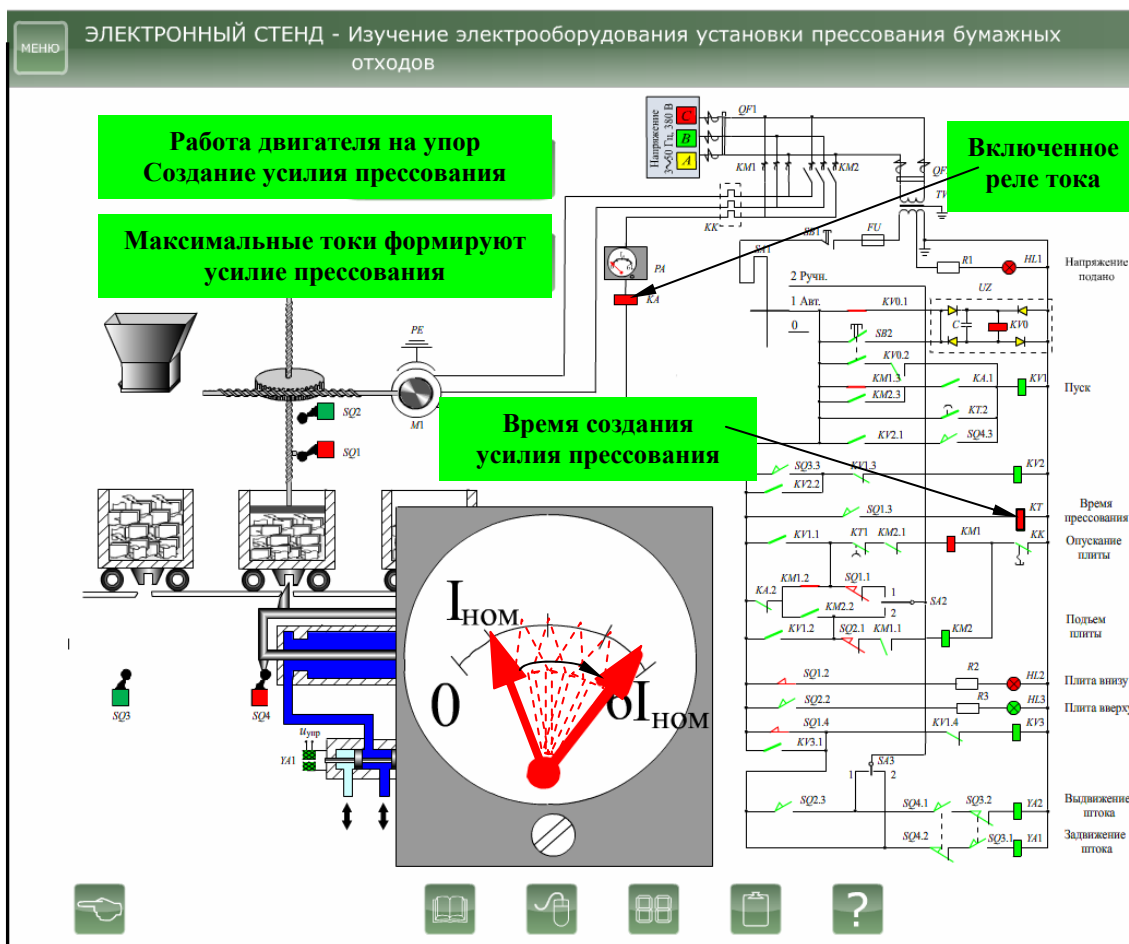 МЕНЮ
ЭЛЕКТРОННЫЙ СТЕНД - Изучение электрооборудования установки прессования бумажных
отходов
Работа двигателя на упор
Создание усилия прессования
Максимальные токи формируют
усилие прессования
Включенное
реле тока
Время создания
усилия прессования
Напряжение
3~50 Гц, 380 В
C
B
A
QF1
KM1
KM2
KK
PA
KA
SB1
FU
SA1
R1
HL1
Напряжение
подано
2 Ручн.
1 Авт.
0
UZ
KV0.1
C
KV0
SB2
KV0.2
KM1.3
KA.1
KV1
Пуск
KM2.3
KT.2
KV2.1
SQ4.3
SQ3.3
KV1.3
KV2
KV2.2
SQ1.3
KT
Время
прессования
KV1.1
KT1
KM2.1
KM1
KK
Опускание
плиты
KM1.2
SQ1.1
KA.2
KM2.2
1
2
SA2
KV1.2
SQ2.1
KM1.1
KM2
Подъем
плиты
SQ1.2
R2
HL2
Плита внизу
SQ2.2
R3
HL3
Плита вверху
SQ1.4
KV1.4
KV3
KV3.1
SA3
1
2
SQ2.3
SQ4.1
SQ3.2
YA2
Выдвижение
штока
SQ4.2
SQ3.1
YA1
Задвижение
штока
PE
M1
SQ2
SQ1
SQ3
SQ4
uупр
YA1
0
Iном
6Iном
?